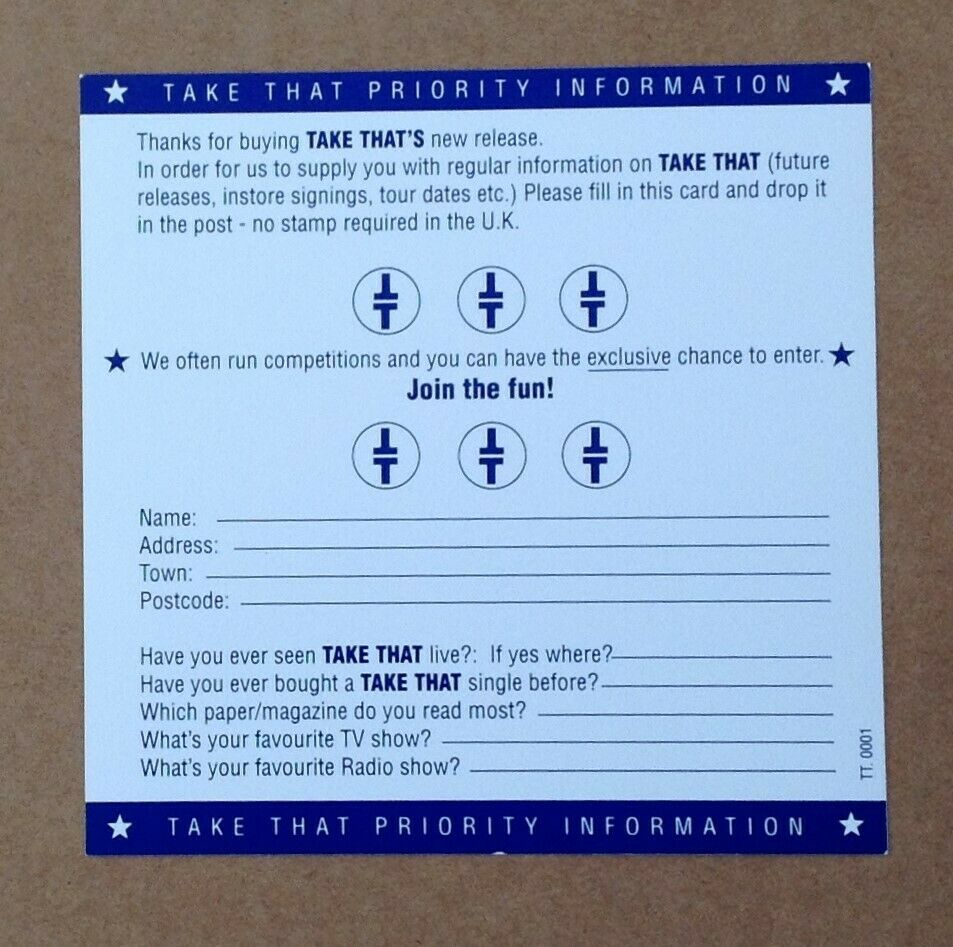 TAKE THAT PRIORITY INFORMATION
Thanks for buying TAKE THAT'S new release.
In order for us to supply you with regular information on TAKE THAT (future
releases, instore signings, tour dates etc.) Please fill in this card and drop it
in the post - no stamp required in the U.K.
We often run competitions and you can have the exclusive chance to enter.
Join the fun!
Name:
Address:
Town:
Postcode:
Have you ever seen TAKE THAT live?: If yes where?
Have you ever bought a TAKE THAT single before?
Which paper/magazine do you read most?
What's your favourite TV show?
What's your favourite Radio show?
TT. 0001
TAKE THAT PRIORITY INFORMATION